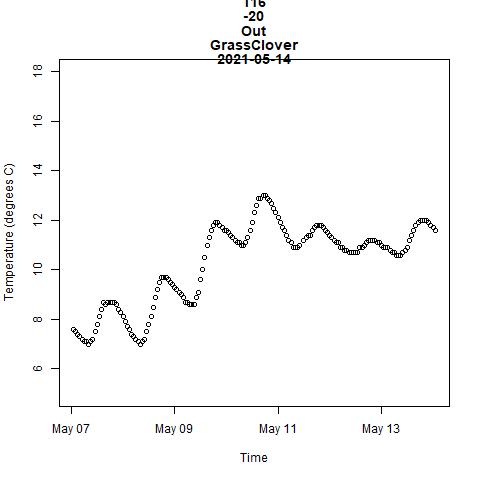 T16
-20
Out
GrassClover
2021-05-14
18
16
14
12
10
8
6
Temperature (degrees C)
May 07
May 09
May 11
May 13
Time